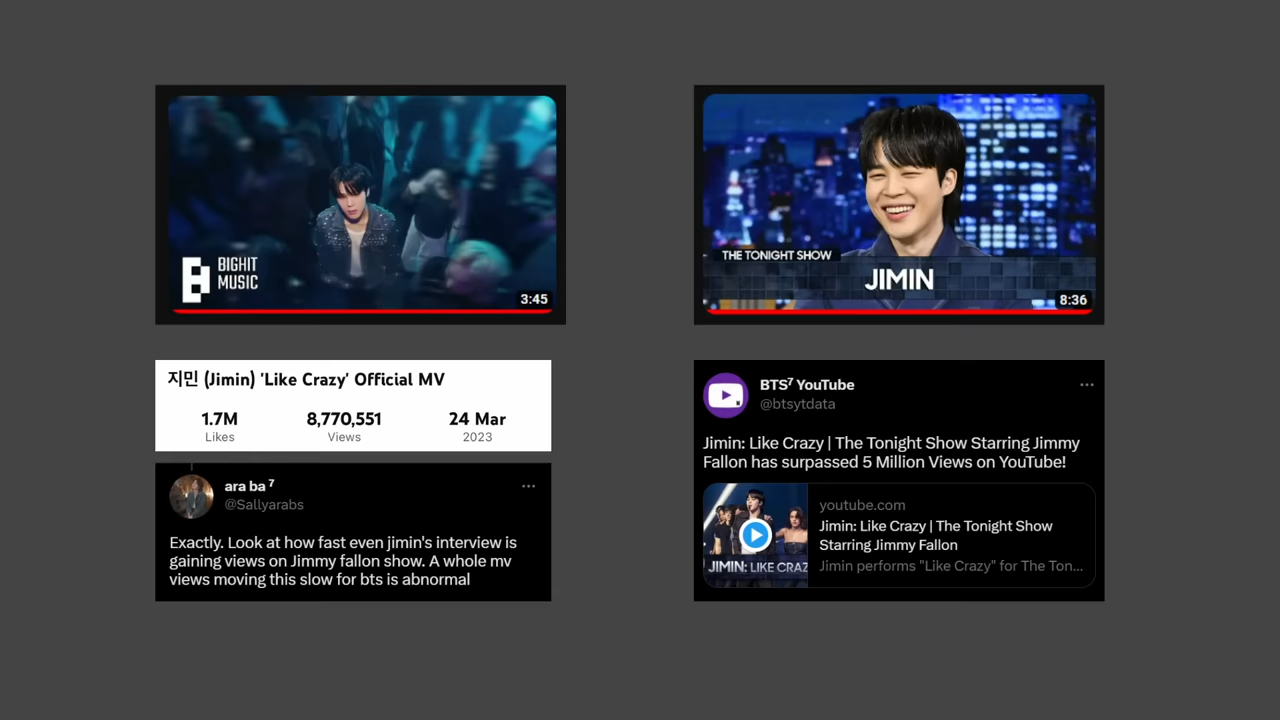 BIGHIT
MUSIC
3:45
THE TONIGHT SHOW
JIMIN
8:36
지민 (Jimin) 'Like Crazy' Official MV
1.7M 8,770,551 24 Mar
Likes Views 2023
ara ba ⁷
@Sallyarabs
Exactly. Look at how fast even jimin's interview is
gaining views on Jimmy fallon show. A whole mv
views moving this slow for bts is abnormal
BTS⁷ YouTube
@btsytdata
Jimin: Like Crazy | The Tonight Show Starring Jimmy
Fallon has surpassed 5 Million Views on YouTube!
JIMIN: LIKE CRAZ
youtube.com
Jimin: Like Crazy | The Tonight Show
Starring Jimmy Fallon
Jimin performs "Like Crazy" for The Ton...